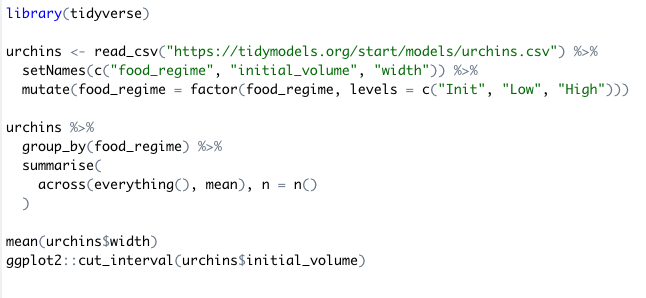 library(tidyverse)
urchins <- read_csv("https://tidymodels.org/start/models/urchins.csv") %>%
  setNames(c("food_regime", "initial_volume", "width")) %>%
  mutate(food_regime = factor(food_regime, levels = c("Init", "Low", "High")))
urchins %>%
  group_by(food_regime) %>%
  summarise(
    across(everything(), mean), n = n()
  )
mean(urchins$width)
ggplot2::cut_interval(urchins$initial_volume)